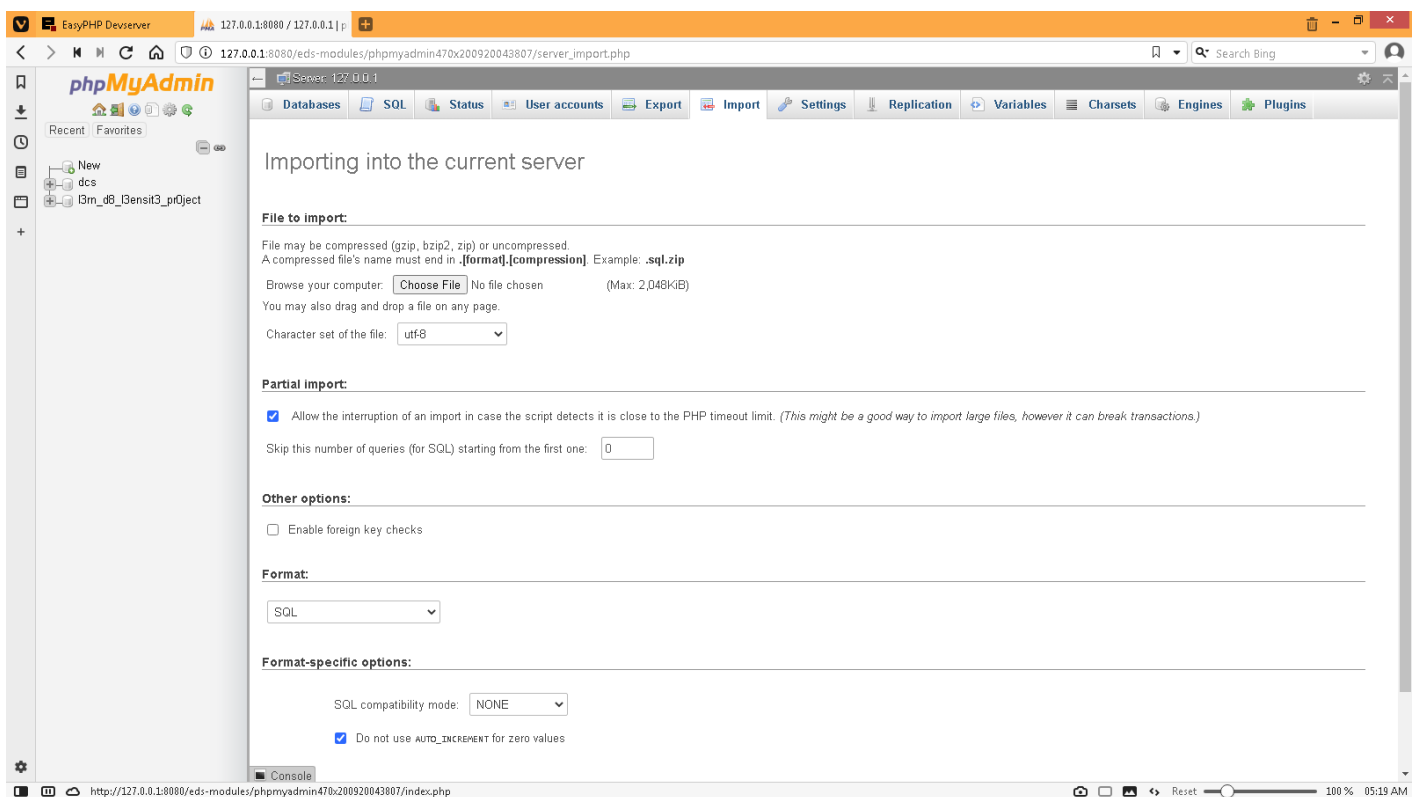 EasyPHP Devserver
127.0.0.1:8080 / 127.0.0.1 | p
127.0.0.1:8080/eds-modules/phpmyadmin470x200920043807/server_import.php
Search Bing
phpMyAdmin
Recent Favorites
New
dcs
Server: 127.0.0.1
Databases SQL Status User accounts Export Import Settings Replication Variables Charsets Engines Plugins
Importing into the current server
File to import:
File may be compressed (gzip, bzip2, zip) or uncompressed.
A compressed file's name must end in .[format].[compression]. Example: .sql.zip
Browse your computer: Choose File No file chosen (Max: 2,048KiB)
You may also drag and drop a file on any page.
Character set of the file: utf-8
Partial import:
Allow the interruption of an import in case the script detects it is close to the PHP timeout limit. (This might be a good way to import large files, however it can break transactions.)
Skip this number of queries (for SQL) starting from the first one: 0
Other options:
Enable foreign key checks
Format:
SQL
Format-specific options:
SQL compatibility mode: NONE
Do not use AUTO_INCREMENT for zero values
Console
http://127.0.0.1:8080/eds-modules/phpmyadmin470x200920043807/index.php
Reset 100 % 05:19 AM